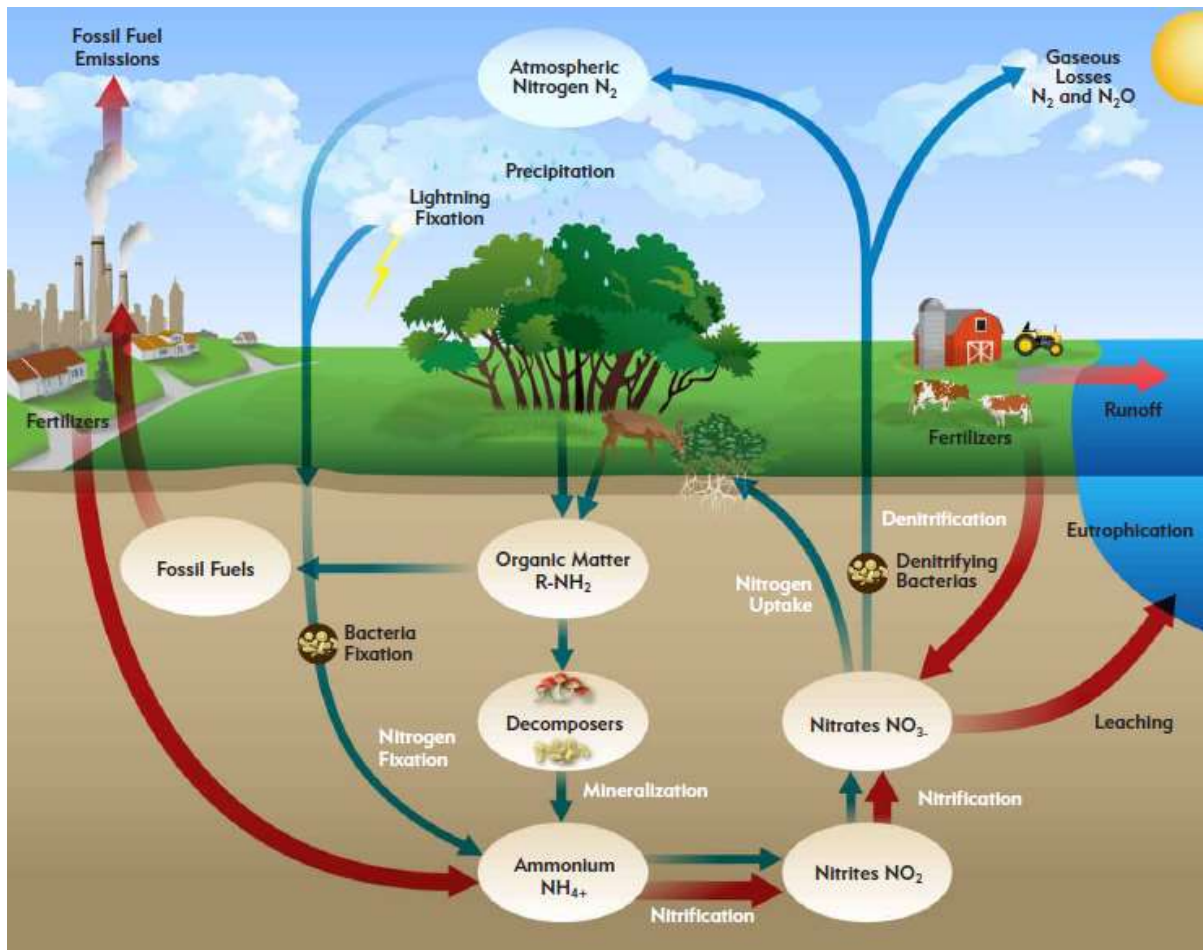 Fossil Fuel
Emissions
Atmospheric
Nitrogen N₂
Gaseous
Losses
N₂ and N₂O
Precipitation
Lightning
Fixation
Fertilizers
Fertilizers
Runoff
Denitrification
Eutrophication
Fossil Fuels
Organic Matter
R-NH₂
Nitrogen
Uptake
Denitrifying
Bacterias
Bacteria
Fixation
Decomposers
Nitrates NO₃₋
Leaching
Nitrogen
Fixation
Mineralization
Nitrification
Ammonium
NH₄₊
Nitrites NO₂
Nitrification